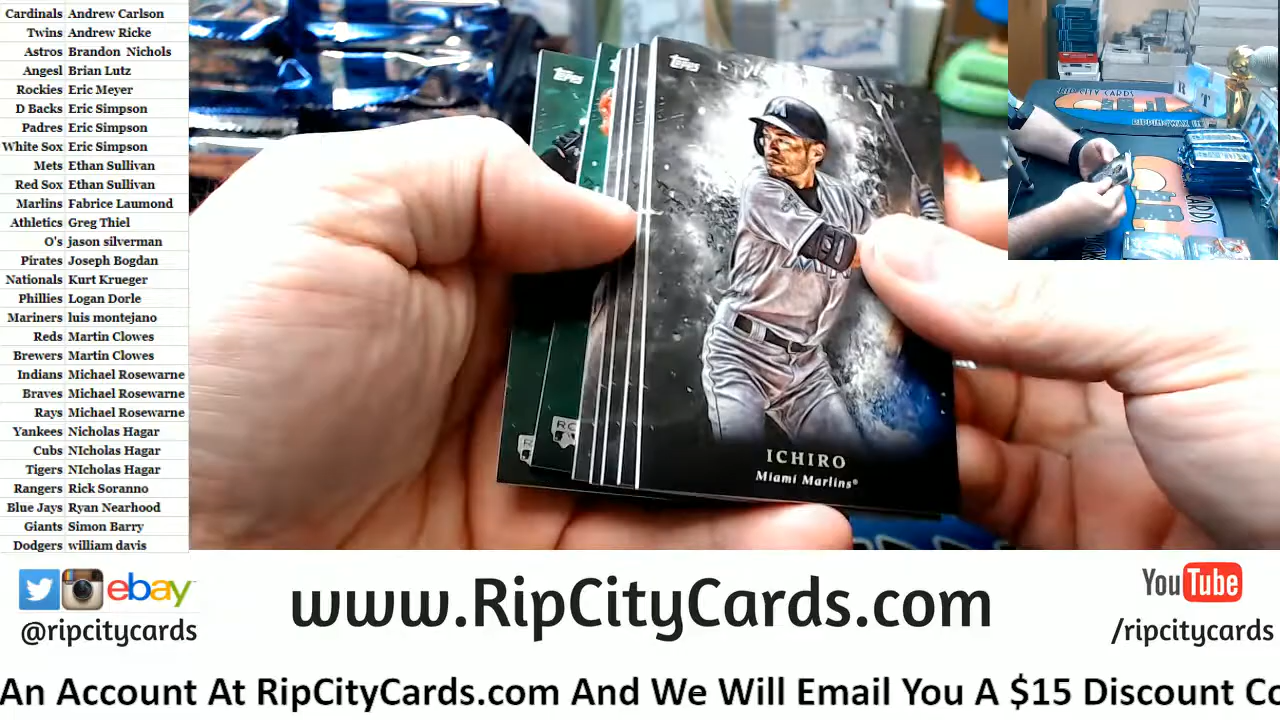 Cardinals Andrew Carlson
Twins Andrew Ricke
Astros Brandon Nichols
Angesl Brian Lutz
Rockies Eric Meyer
D Backs Eric Simpson
Padres Eric Simpson
White Sox Eric Simpson
Mets Ethan Sullivan
Red Sox Ethan Sullivan
Marlins Fabrice Laumond
Athletics Greg Thiel
O's jason silverman
Pirates Joseph Bogdan
Nationals Kurt Krueger
Phillies Logan Dorle
Mariners luis montejano
Reds Martin Clowes
Brewers Martin Clowes
Indians Michael Rosewarne
Braves Michael Rosewarne
Rays Michael Rosewarne
Yankees Nicholas Hagar
Cubs NIcholas Hagar
Tigers NIcholas Hagar
Rangers Rick Soranno
Blue Jays Ryan Nearhood
Giants Simon Barry
Dodgers william davis
Topps
Topps
ICHIRO
Miami Marlins®
RIP CITY CARDS
R T
ebay
@ripcitycards
www.RipCityCards.com
YouTube
/ripcitycards
An Account At RipCityCards.com And We Will Email You A $15 Discount Co